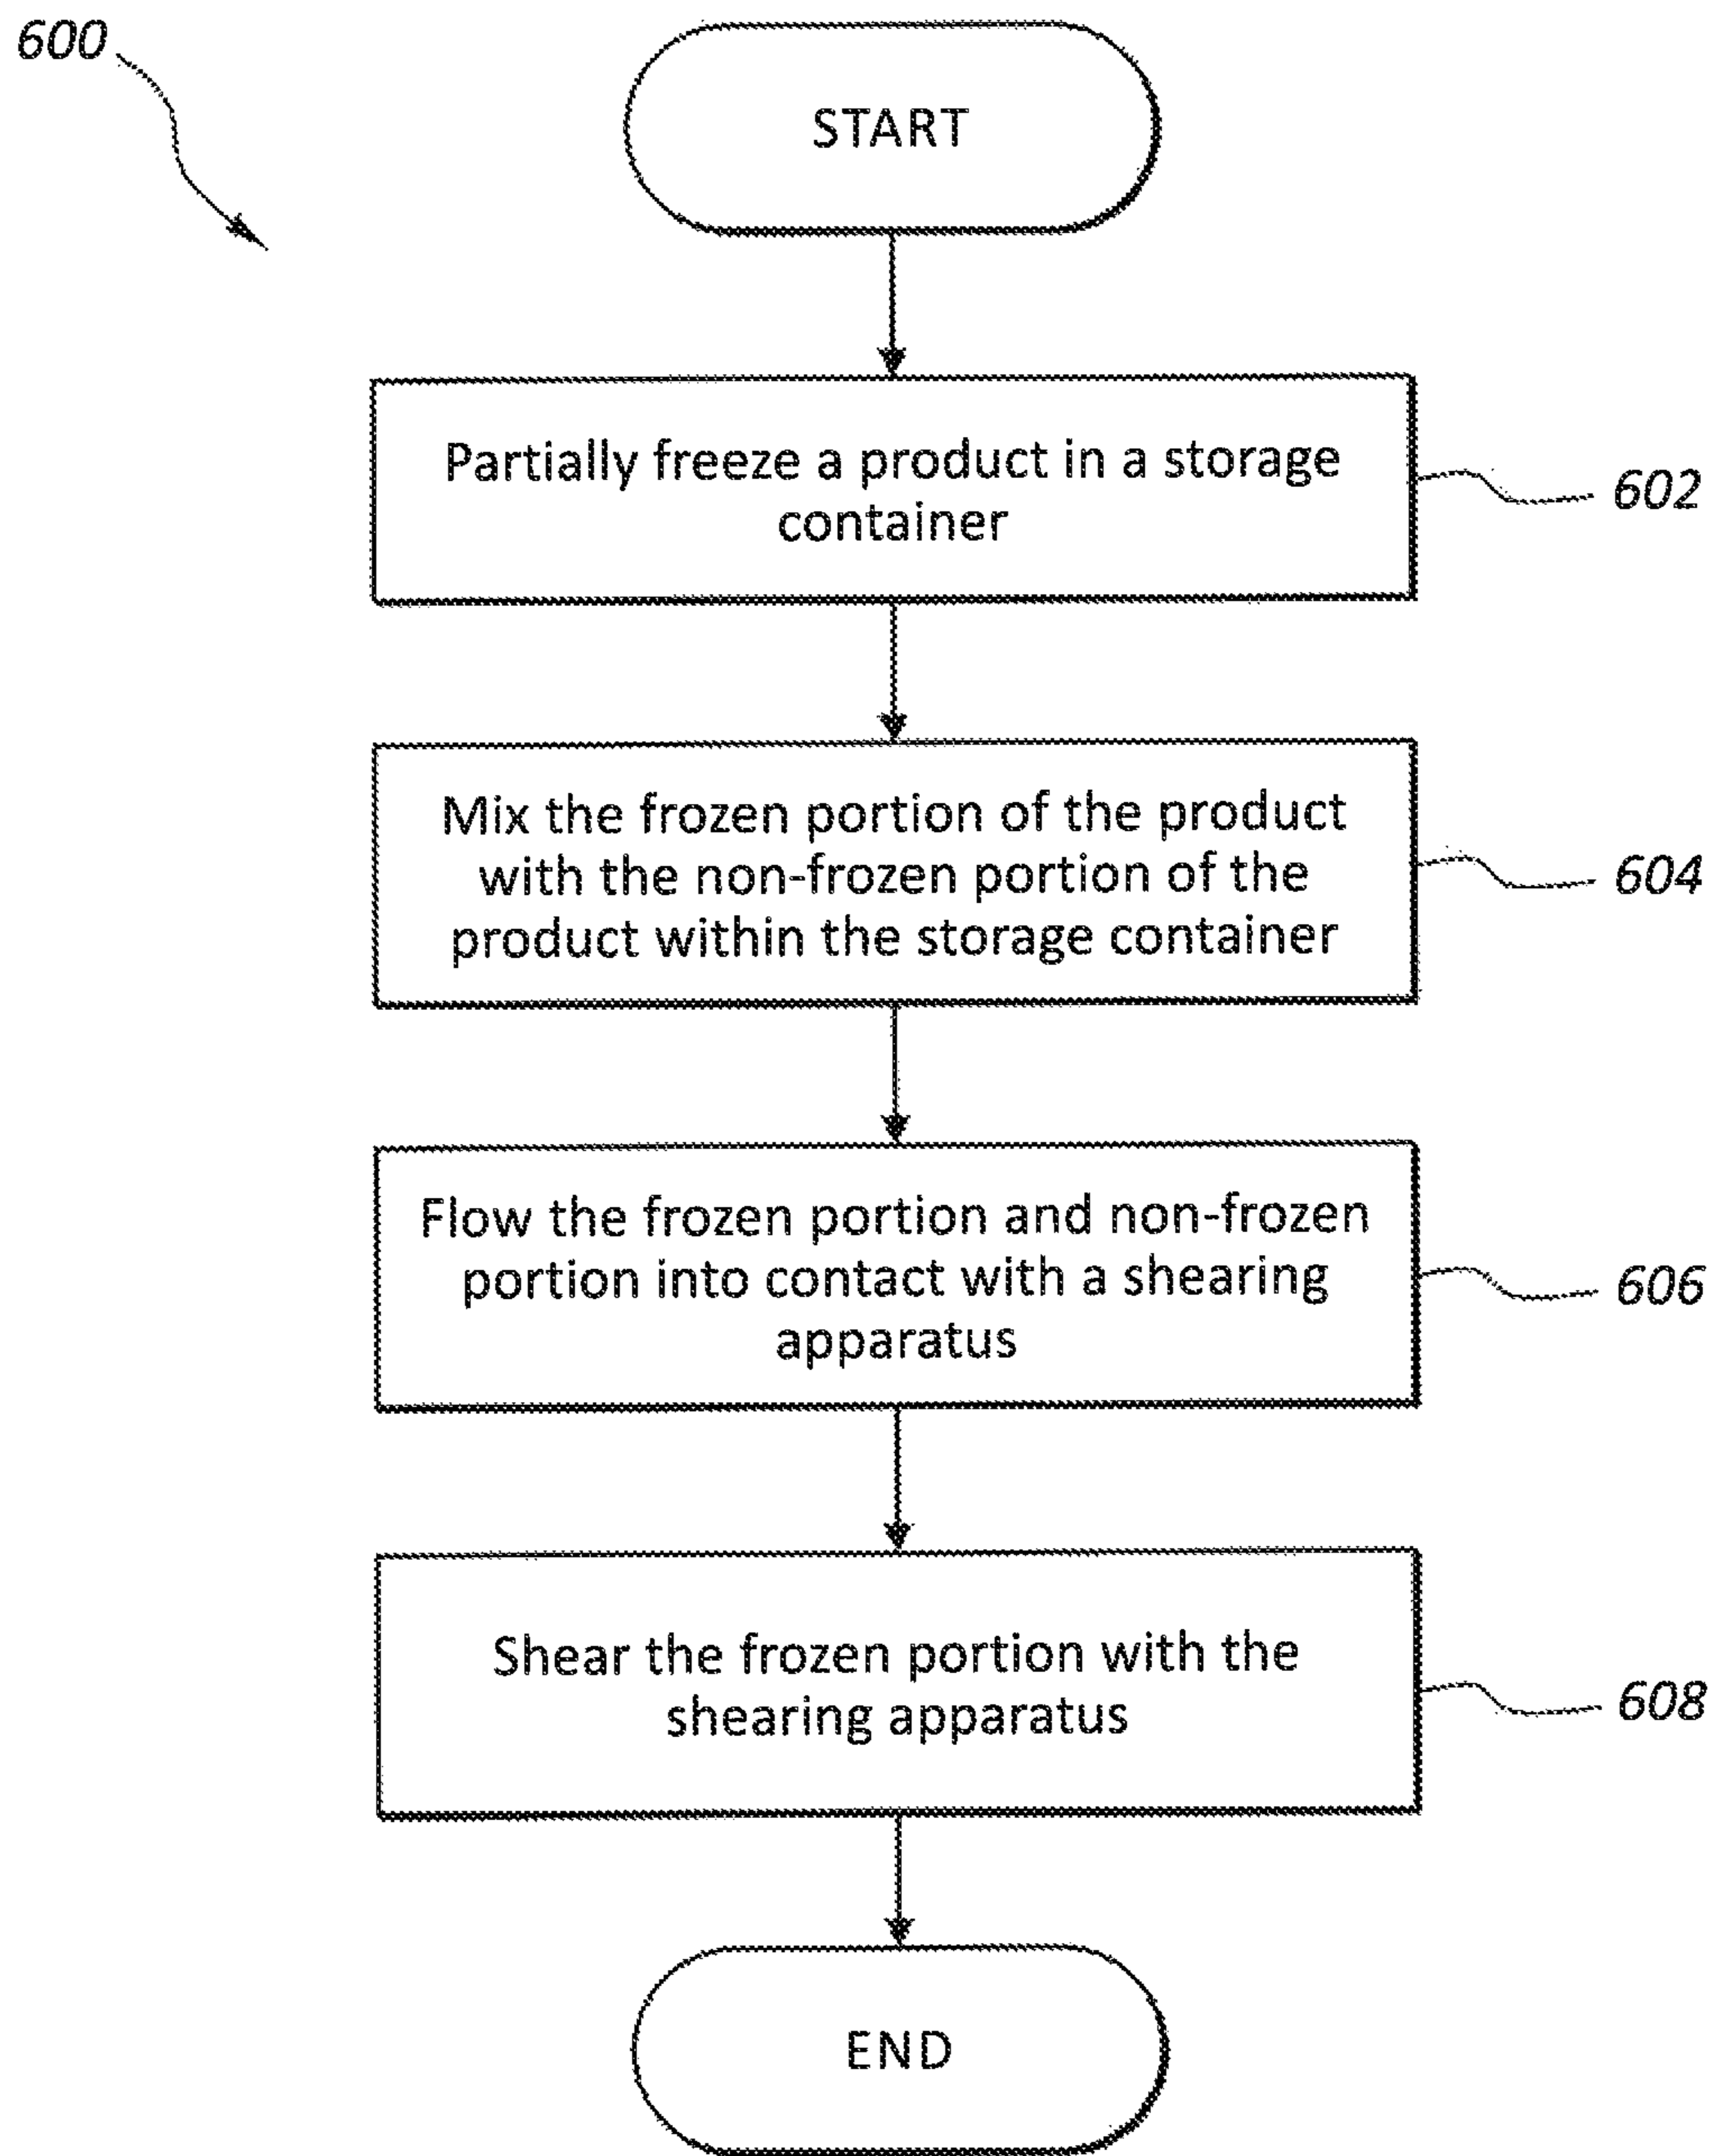 600
START
Partially freeze a product in a storage
container
602
Mix the frozen portion of the product
with the non-frozen portion of the
product within the storage container
604
Flow the frozen portion and non-frozen
portion into contact with a shearing
apparatus
606
Shear the frozen portion with the
shearing apparatus
608
END